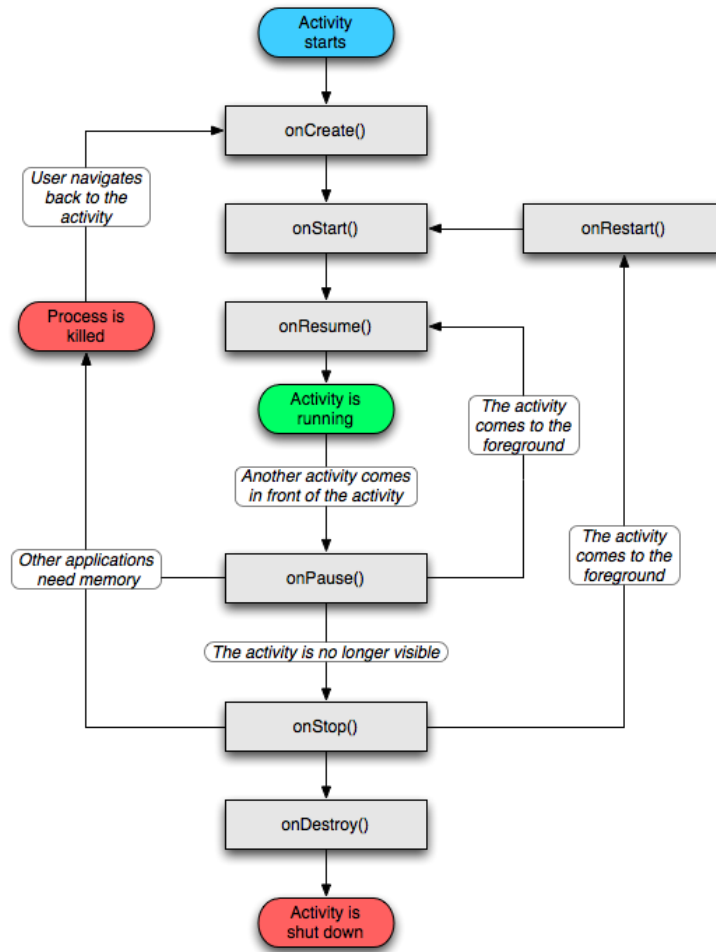 Activity
starts
onCreate()
User navigates
back to the
activity
onStart()
onRestart()
Process is
killed
onResume()
Activity is
running
The activity
comes to the
foreground
Another activity comes
in front of the activity
The activity
comes to the
foreground
Other applications
need memory
onPause()
The activity is no longer visible
onStop()
onDestroy()
Activity is
shut down